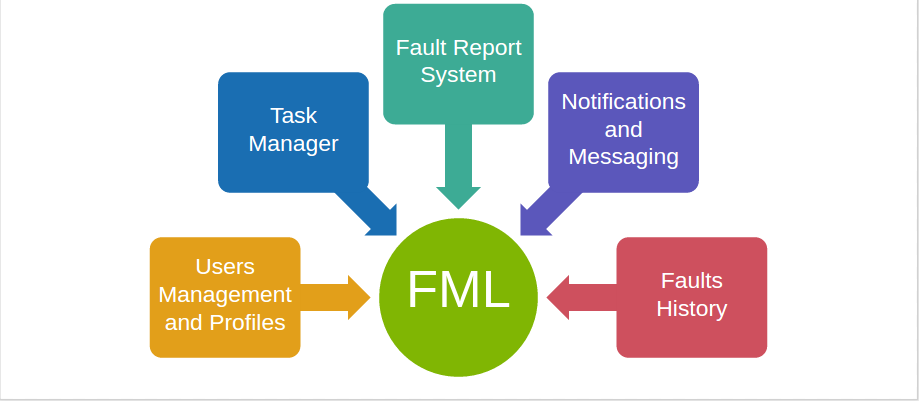 Fault Report
System
Task
Manager
Notifications
and
Messaging
Users
Management
and Profiles
FML
Faults
History